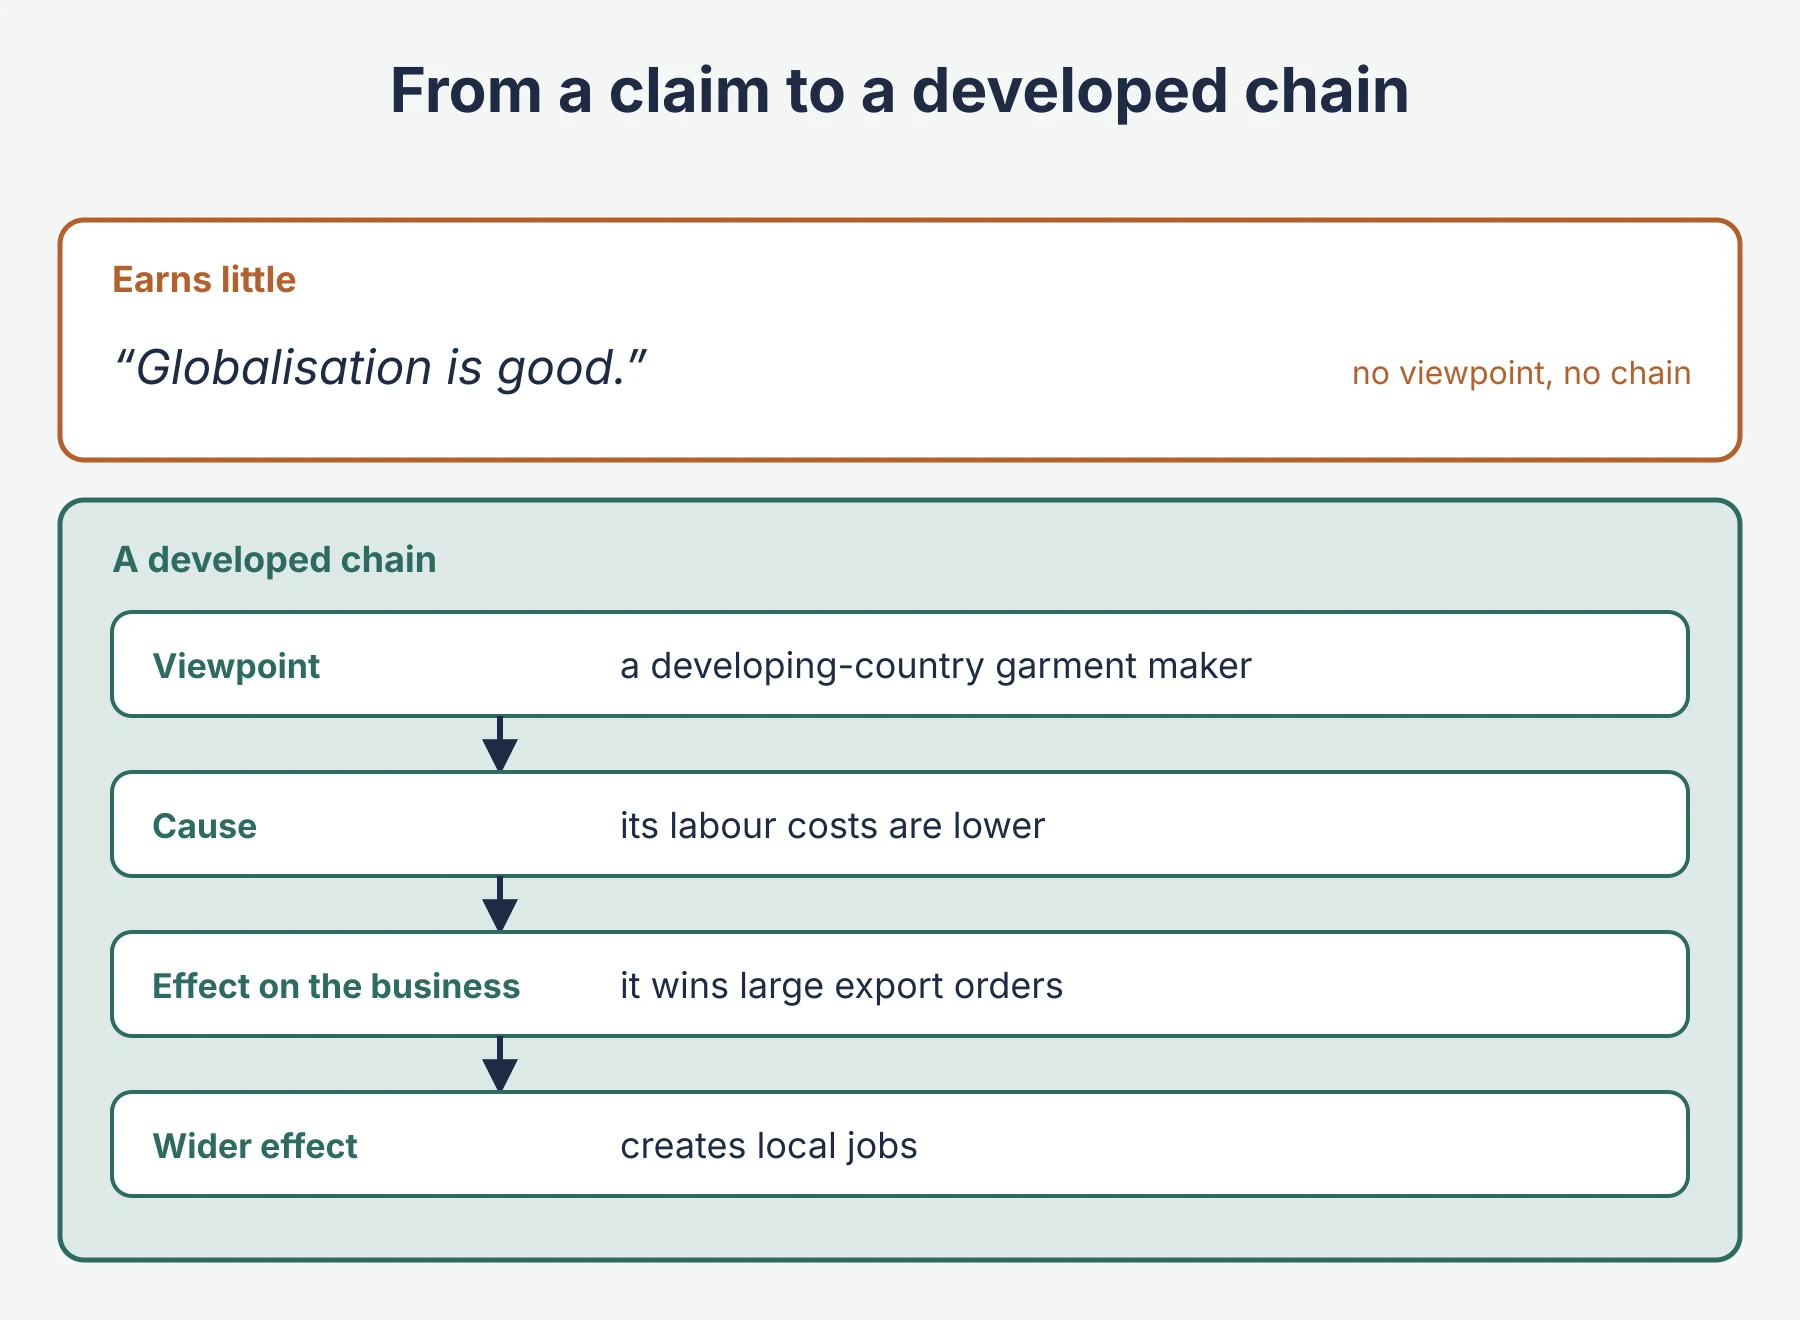 From a claim to a developed chain
Earns little
“Globalisation is good.”
no viewpoint, no chain
A developed chain
Viewpoint
a developing-country garment maker
Cause
its labour costs are lower
Effect on the business
it wins large export orders
Wider effect
creates local jobs